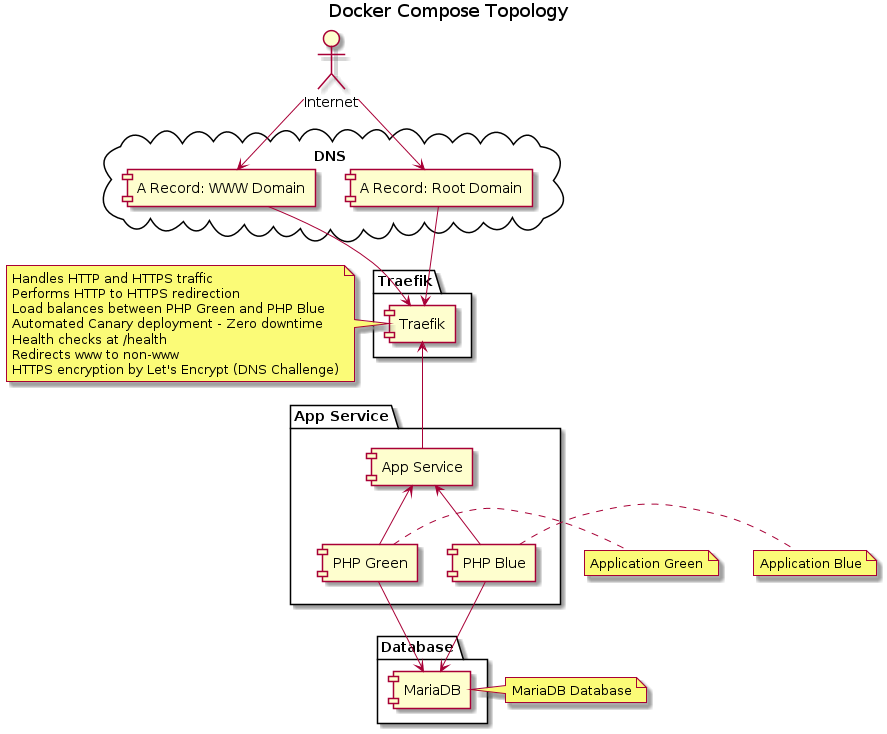 Docker Compose Topology
Internet
DNS
A Record: WWW Domain
A Record: Root Domain
Handles HTTP and HTTPS traffic
Performs HTTP to HTTPS redirection
Load balances between PHP Green and PHP Blue
Automated Canary deployment - Zero downtime
Health checks at /health
Redirects www to non-www
HTTPS encryption by Let's Encrypt (DNS Challenge)
Traefik
Traefik
App Service
App Service
PHP Green
PHP Blue
Application Green
Application Blue
Database
MariaDB
MariaDB Database